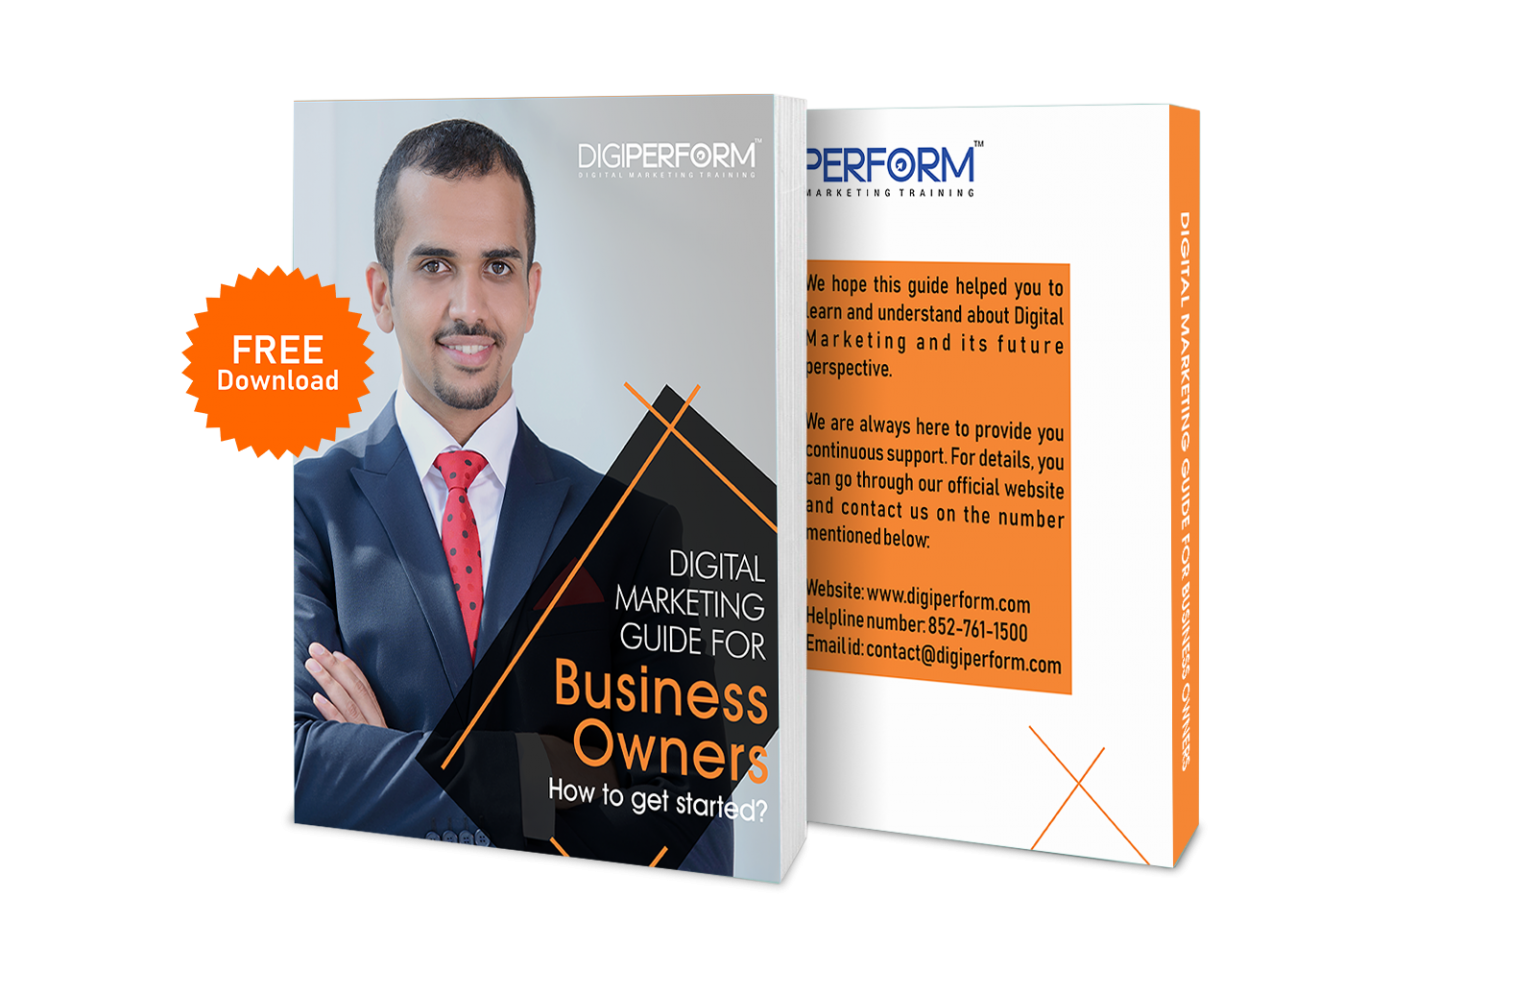 FREE
Download
DIGIPERFORM™
DIGITAL MARKETING TRAINING
DIGITAL
MARKETING
GUIDE FOR
Business
Owners
How to get started?
PERFORM™
MARKETING TRAINING
We hope this guide helped you to
learn and understand about Digital
Marketing and its future
perspective.
We are always here to provide you
continuous support. For details, you
can go through our official website
and contact us on the number
mentioned below:
Website: www.digiperform.com
Helpline number: 852-761-1500
Email id: contact@digiperform.com
DIGITAL MARKETING GUIDE FOR BUSINESS OWNERS